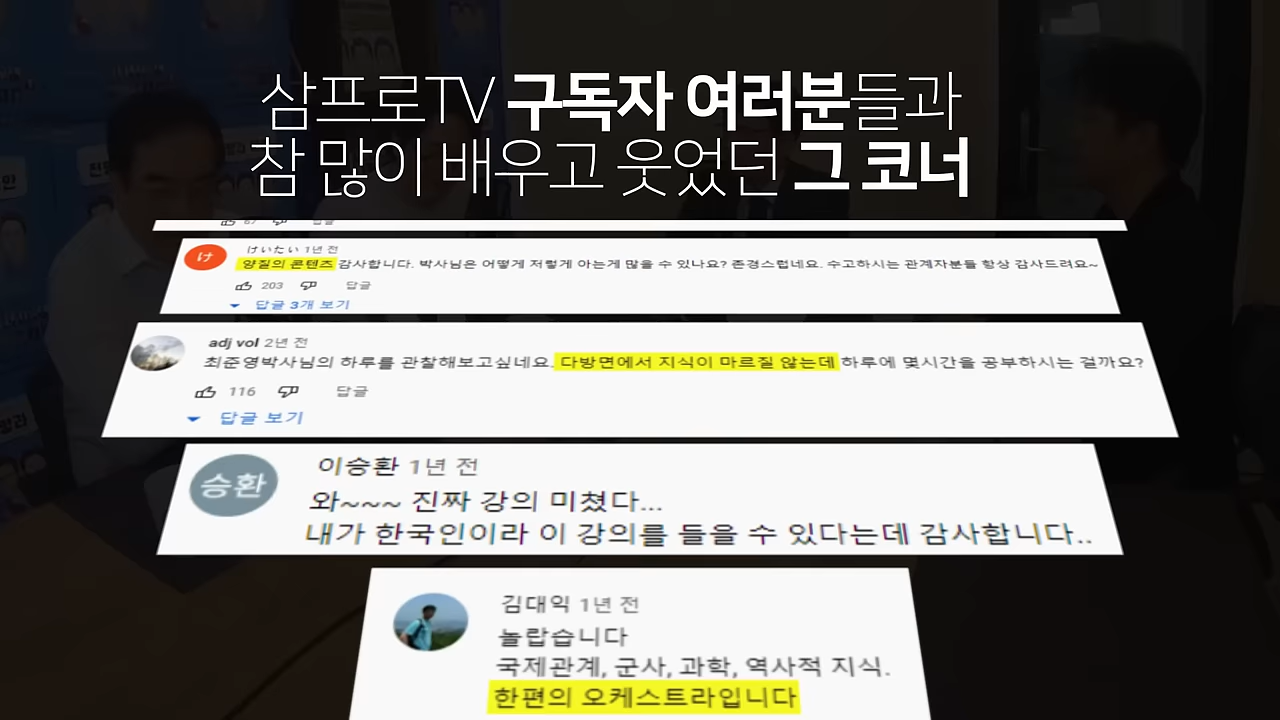 삼프로TV 구독자 여러분들과
참 많이 배우고 웃었던 그 코너
67 답글
け けいたい 1년 전
양질의 콘텐츠 감사합니다. 박사님은 어떻게 저렇게 아는게 많을 수 있나요? 존경스럽네요. 수고하시는 관계자분들 항상 감사드려요~
203 답글
답글 3개 보기
adj vol 2년 전
최준영박사님의 하루를 관찰해보고싶네요. 다방면에서 지식이 마르질 않는데 하루에 몇시간을 공부하시는 걸까요?
116 답글
답글 보기
승환 이승환 1년 전
와~~~ 진짜 강의 미쳤다...
내가 한국인이라 이 강의를 들을 수 있다는데 감사합니다..
김대익 1년 전
놀랍습니다
국제관계, 군사, 과학, 역사적 지식.
한편의 오케스트라입니다